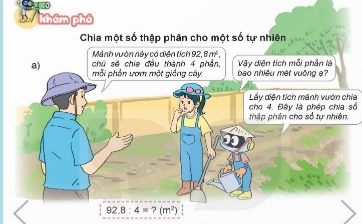 Khám phá
Chia một số thập phân cho một số tự nhiên
a)
Mảnh vườn này có diện tích 92,8 m²,
chú sẽ chia đều thành 4 phần,
mỗi phần ươm một giống cây.
Vậy diện tích mỗi phần là
bao nhiêu mét vuông ạ?
Lấy diện tích mảnh vườn chia
cho 4. Đây là phép chia số
thập phân cho số tự nhiên.
92,8 : 4 = ? (m²)